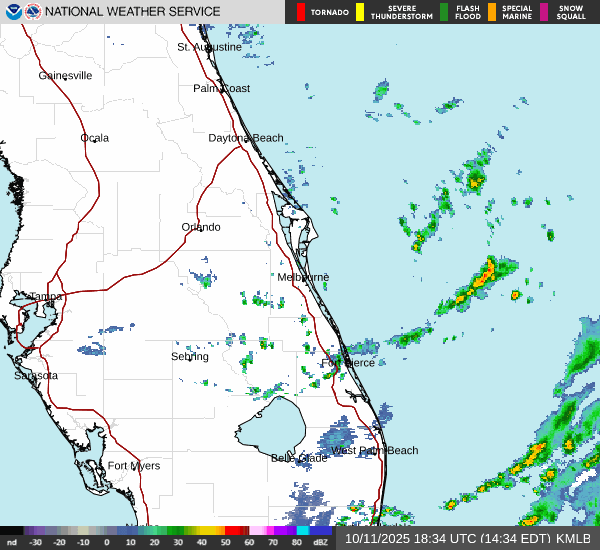 NATIONAL WEATHER SERVICE
TORNADO
SEVERE THUNDERSTORM
FLASH FLOOD
SPECIAL MARINE
SNOW SQUALL
St. Augustine
Gainesville
Palm Coast
Ocala
Daytona Beach
Orlando
Melbourne
Tampa
Sebring
Fort Pierce
Sarasota
West Palm Beach
Belle Glade
Fort Myers
nd -30 -20 -10 0 10 20 30 40 50 60 70 80 dBZ
10/11/2025 18:34 UTC (14:34 EDT) KMLB